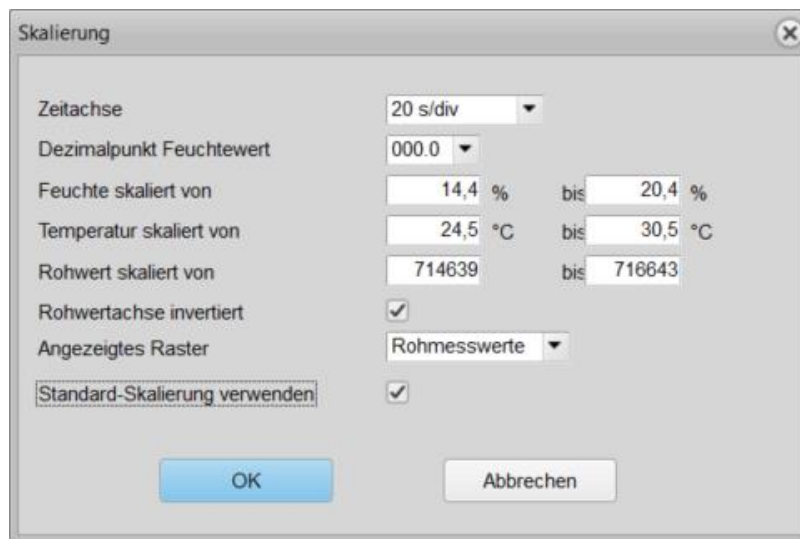 Skalierung
Zeitachse 20 s/div
Dezimalpunkt Feuchtewert 000.0
Feuchte skaliert von 14,4 % bis 20,4 %
Temperatur skaliert von 24,5 °C bis 30,5 °C
Rohwert skaliert von 714639 bis 716643
Rohwertachse invertiert
Angezeigtes Raster Rohmesswerte
Standard-Skalierung verwenden
OK Abbrechen